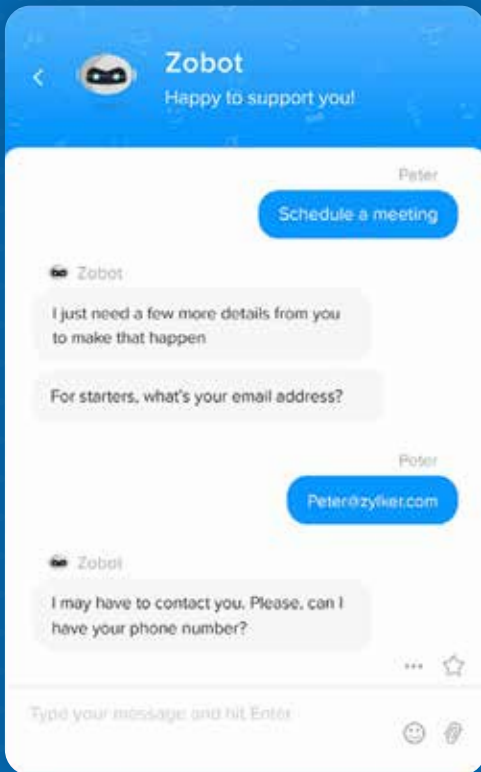 Zobot
Happy to support you!
Peter
Schedule a meeting
Zobot
I just need a few more details from you
to make that happen
For starters, what's your email address?
Peter
Peter@zylker.com
Zobot
I may have to contact you. Please, can I
have your phone number?
Type your message and hit Enter